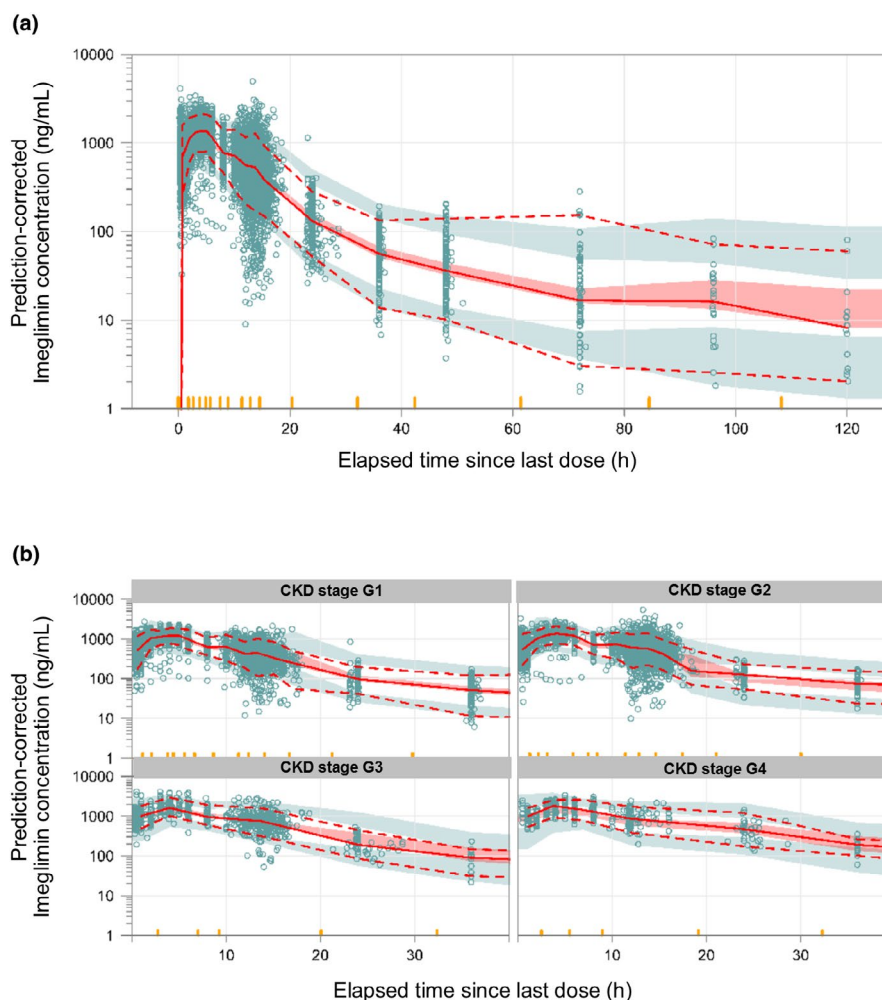 (a)
Prediction-corrected
Imeglimin concentration (ng/mL)
10000
1000
100
10
1
0 20 40 60 80 100 120
Elapsed time since last dose (h)
(b)
Prediction-corrected
Imeglimin concentration (ng/mL)
CKD stage G1 CKD stage G2
10000
1000
100
10
1
CKD stage G3 CKD stage G4
10000
1000
100
10
1
10 20 30 10 20 30
Elapsed time since last dose (h)